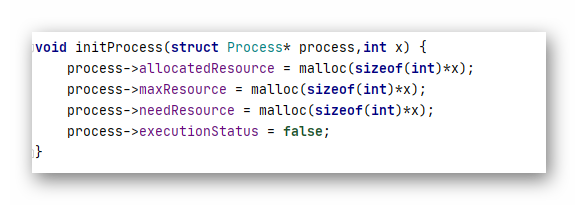 void initProcess(struct Process* process,int x) {
    process->allocatedResource = malloc(sizeof(int)*x);
    process->maxResource = malloc(sizeof(int)*x);
    process->needResource = malloc(sizeof(int)*x);
    process->executionStatus = false;
}